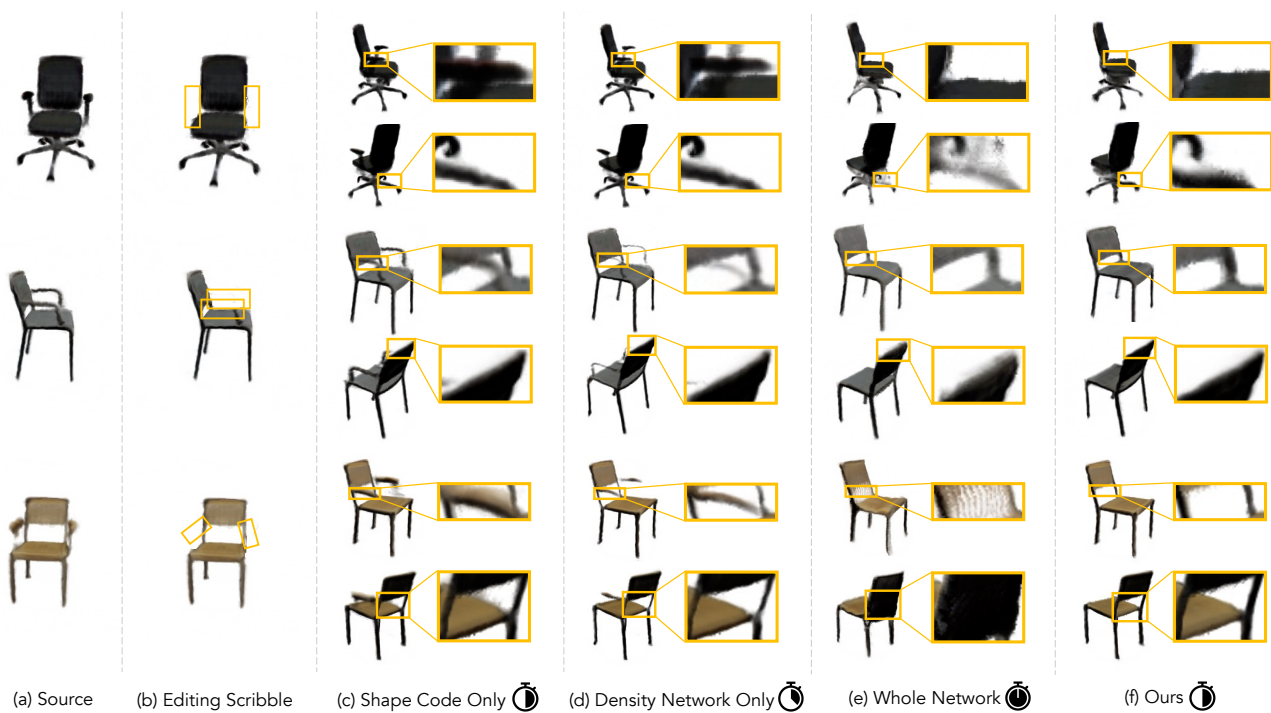 (a) Source
(b) Editing Scribble
(c) Shape Code Only
(d) Density Network Only
(e) Whole Network
(f) Ours